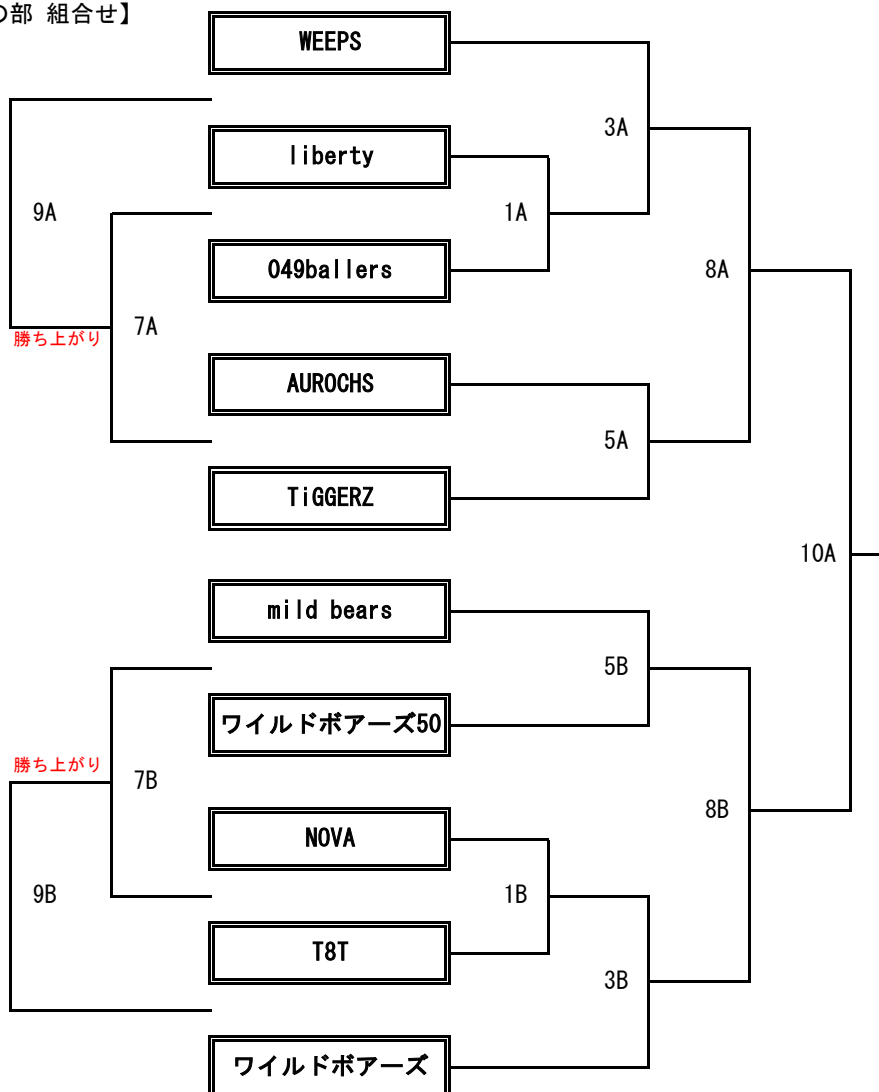 の部 組合せ】
WEEPS
3A
liberty
9A
1A
049ballers
8A
7A
勝ち上がり
AUROCHS
5A
TiGGERZ
10A
mild bears
5B
ワイルドボアーズ50
勝ち上がり
7B
8B
NOVA
9B
1B
T8T
3B
ワイルドボアーズ